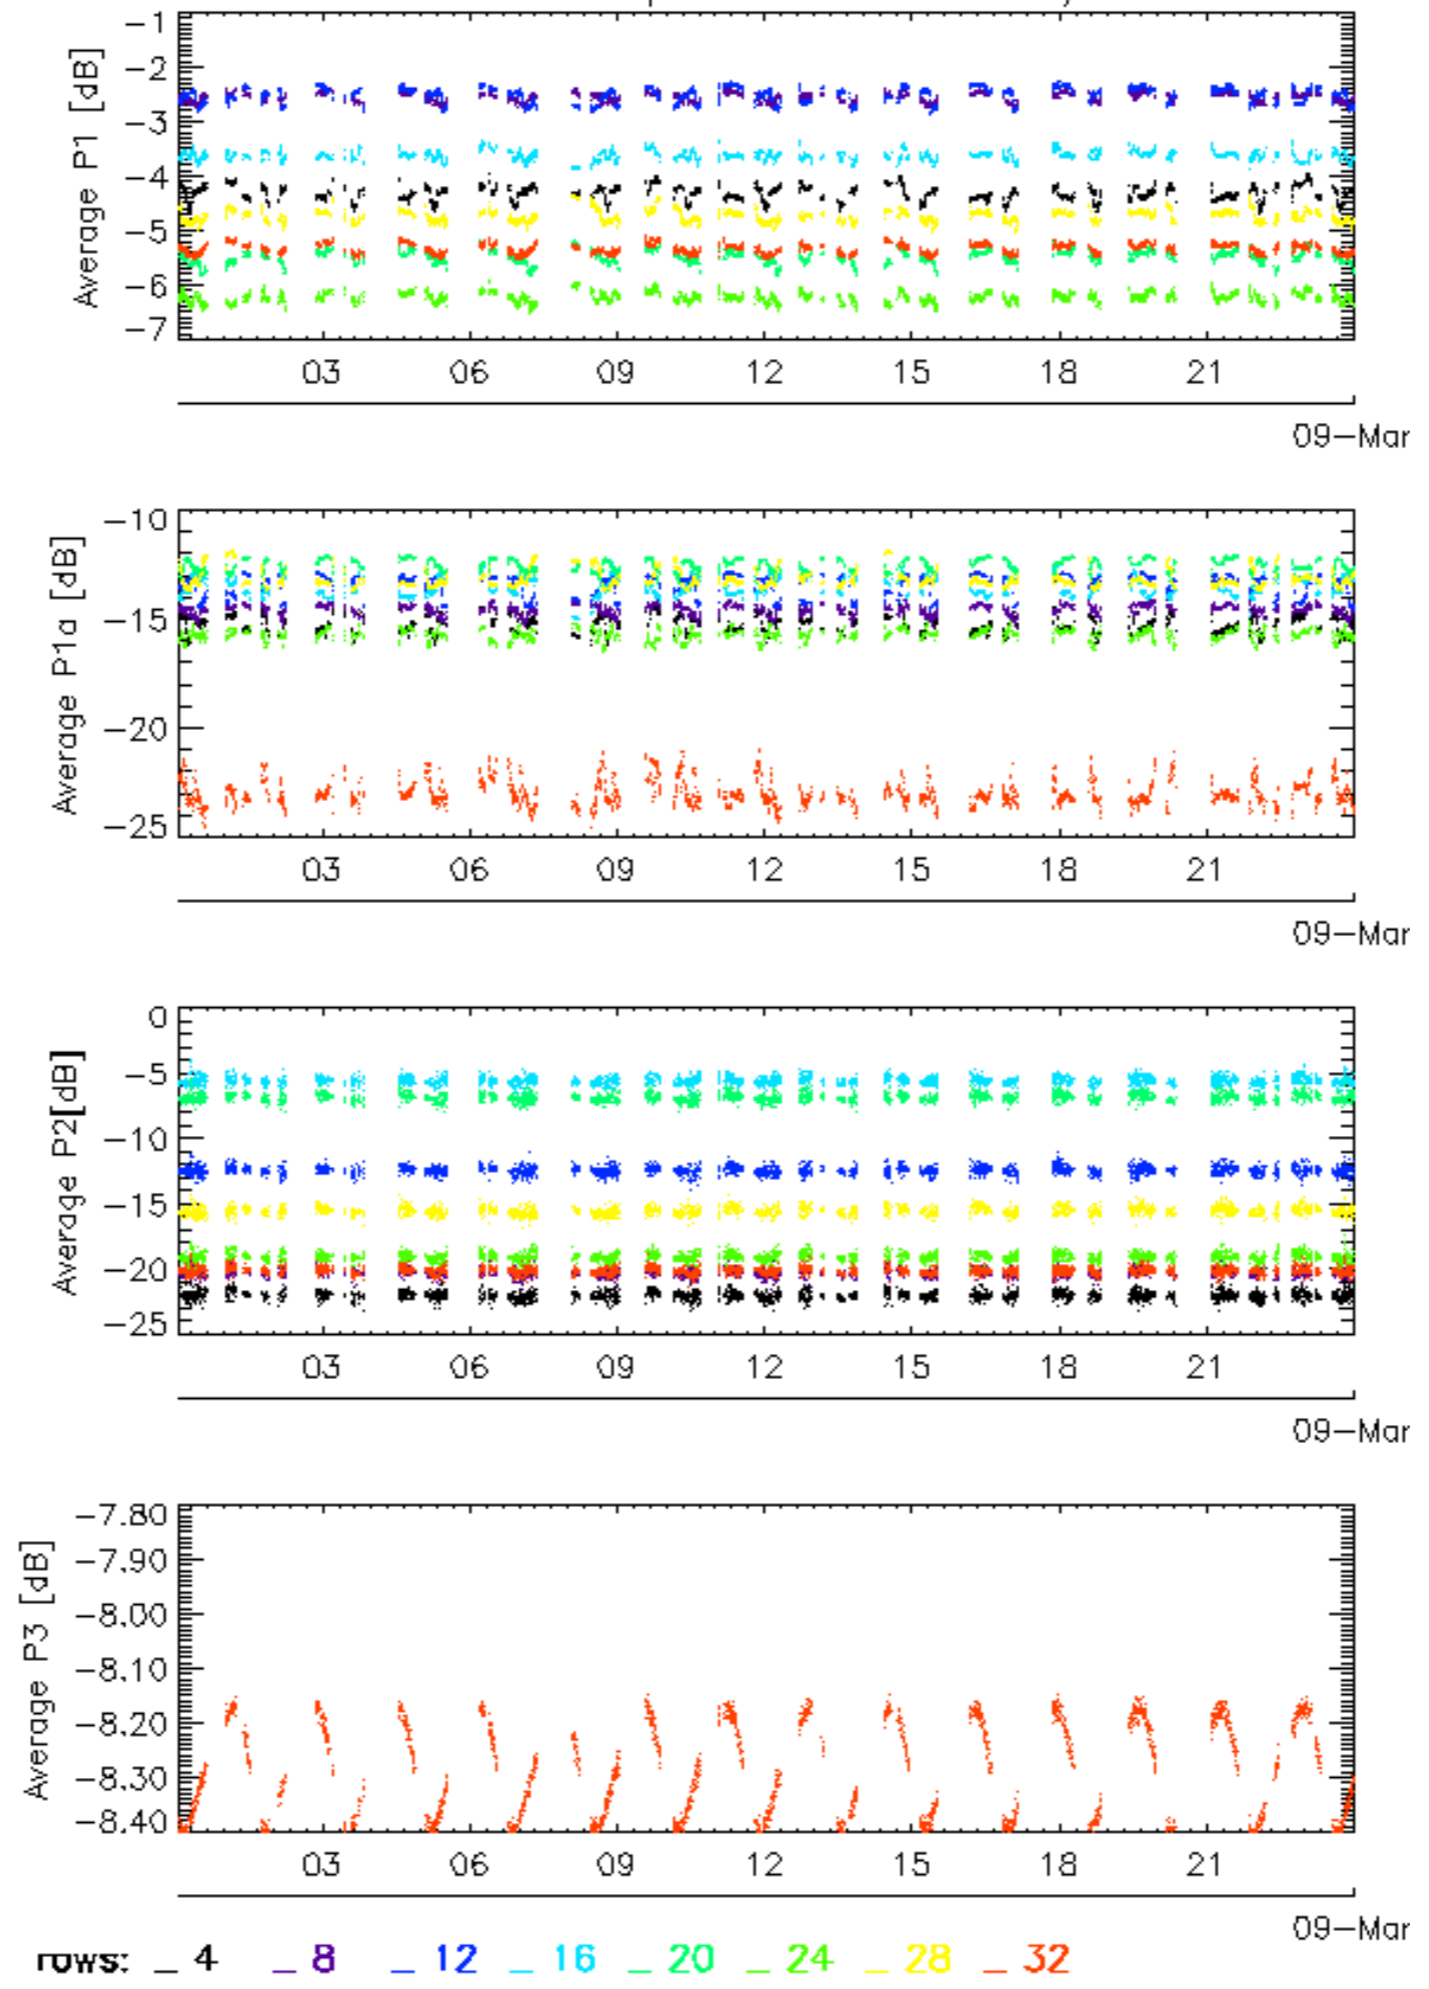 Average P1 [dB]
−1
−2
−3
−4
−5
−6
−7
03 06 09 12 15 18 21
09−Mar
Average P1a [dB]
−10
−15
−20
−25
03 06 09 12 15 18 21
09−Mar
Average P2[dB]
0
−5
−10
−15
−20
−25
03 06 09 12 15 18 21
09−Mar
Average P3 [dB]
−7.80
−7.90
−8.00
−8.10
−8.20
−8.30
−8.40
03 06 09 12 15 18 21
09−Mar
rows: _ 4 _ 8 _ 12 _ 16 _ 20 _ 24 _ 28 _ 32